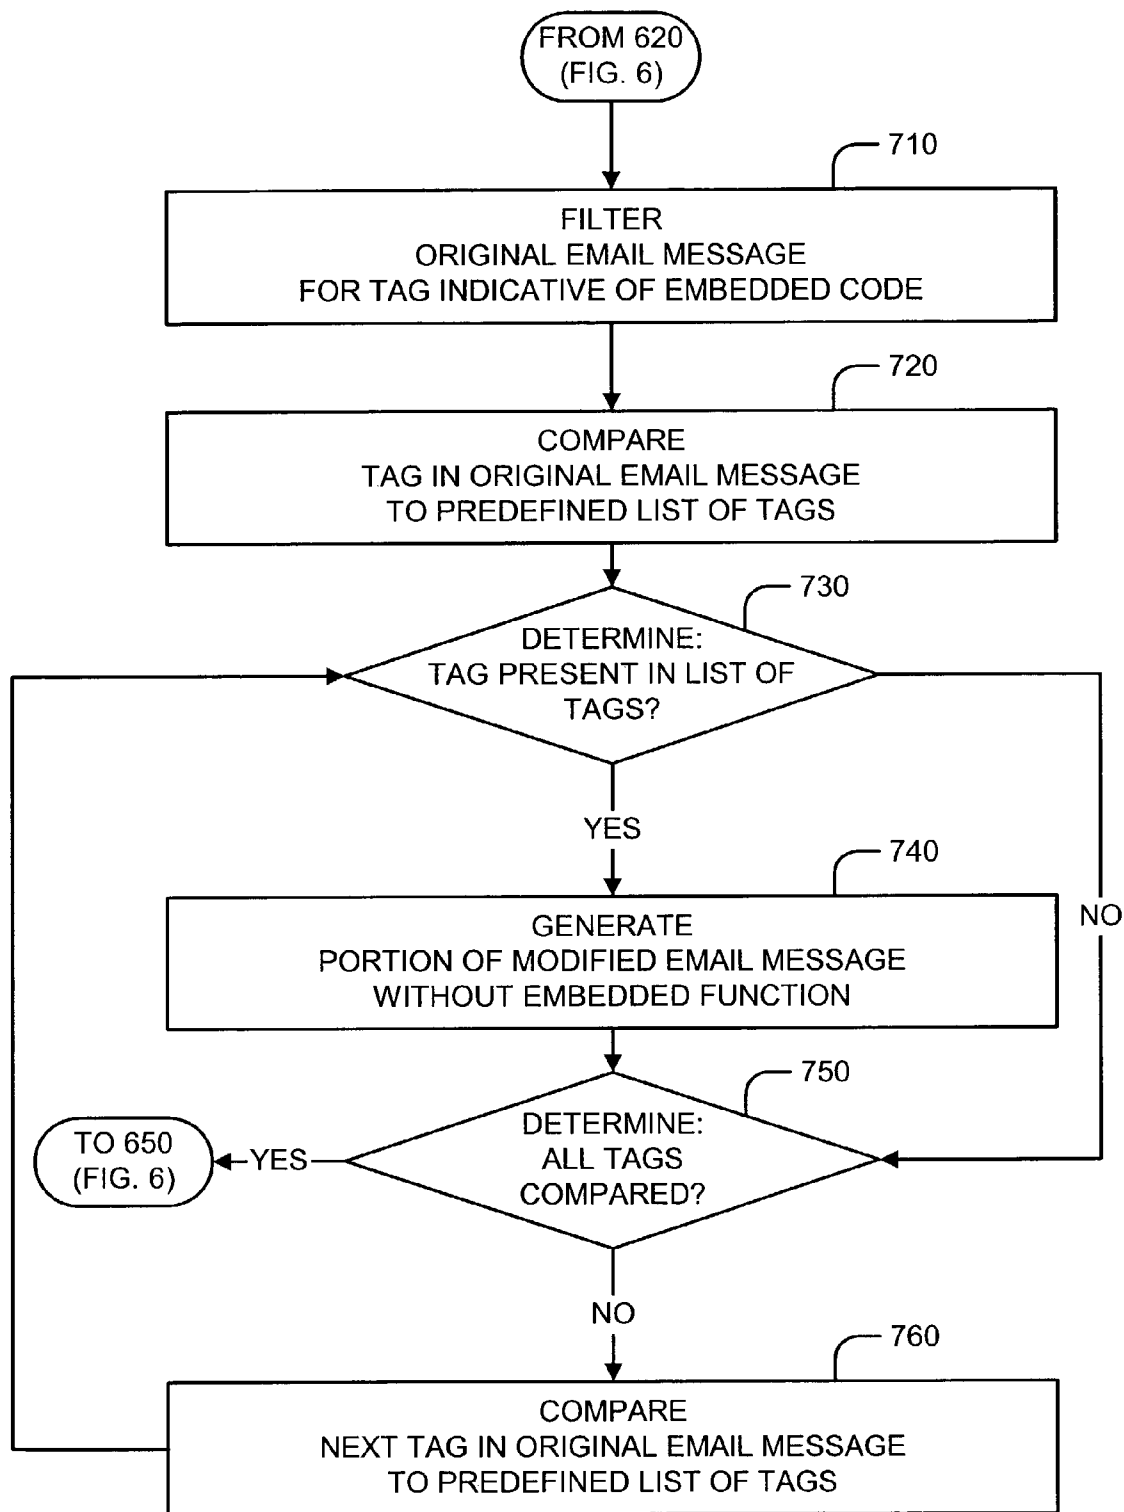 FROM 620
(FIG. 6)
710
FILTER
ORIGINAL EMAIL MESSAGE
FOR TAG INDICATIVE OF EMBEDDED CODE
720
COMPARE
TAG IN ORIGINAL EMAIL MESSAGE
TO PREDEFINED LIST OF TAGS
730
DETERMINE:
TAG PRESENT IN LIST OF
TAGS?
YES
740
NO
GENERATE
PORTION OF MODIFIED EMAIL MESSAGE
WITHOUT EMBEDDED FUNCTION
750
DETERMINE:
ALL TAGS
COMPARED?
YES
TO 650
(FIG. 6)
NO
760
COMPARE
NEXT TAG IN ORIGINAL EMAIL MESSAGE
TO PREDEFINED LIST OF TAGS